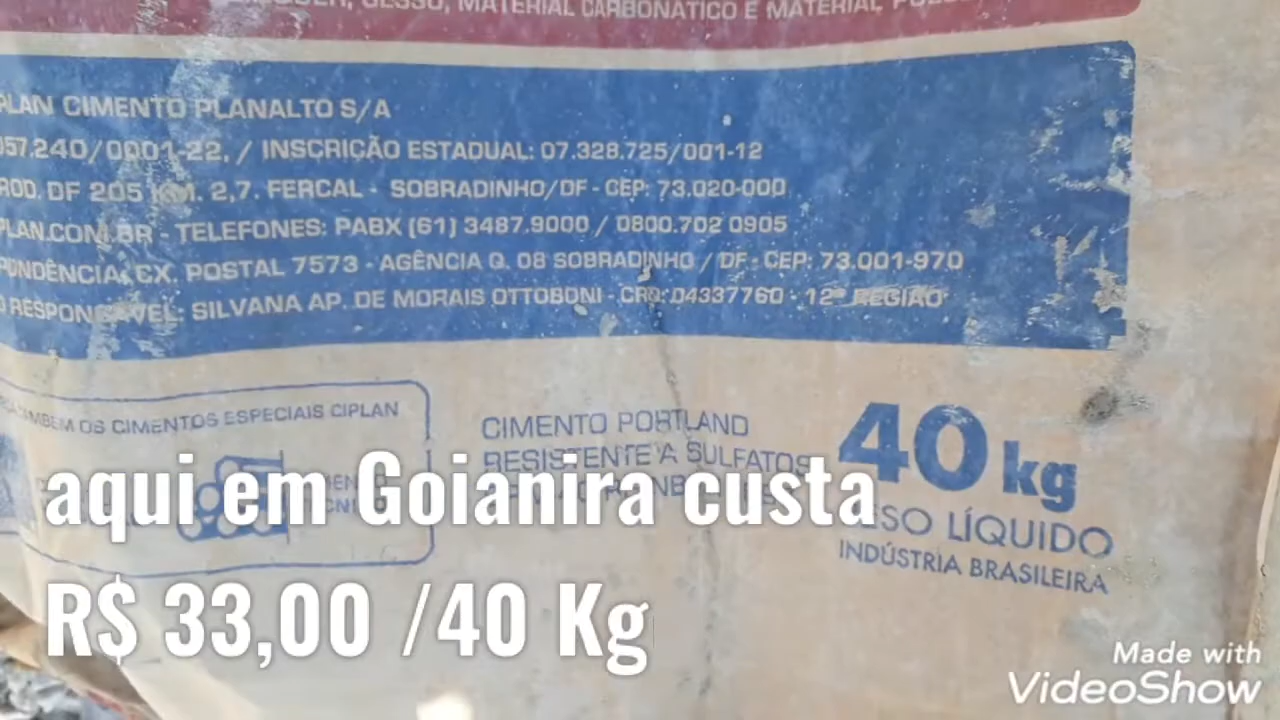 GESSO, MATERIAL CARBONÁTICO E MATERIAL
CIMENTO PLANALTO S/A
057.240/0001-22. / INSCRIÇÃO ESTADUAL: 07.328.725/001-12
ROD. DF 205 KM. 2,7. FERCAL - SOBRADINHO/DF - CEP: 73.020-000
PLAN.COM.BR - TELEFONES: PABX (61) 3487.9000 / 0800.702 0905
CX. POSTAL 7573 - AGÊNCIA Q. 08 SOBRADINHO / DF - CEP: 73.001-970
RESPONSÁVEL: SILVANA AP. DE MORAIS OTTOBONI - CRQ: 04337760 - 12ª REGIÃO
OS CIMENTOS ESPECIAIS CIPLAN
CIMENTO PORTLAND
RESISTENTE A SULFATOS
40 kg
PESO LÍQUIDO
INDÚSTRIA BRASILEIRA
aqui em Goianira custa
R$ 33,00 /40 Kg
Made with
VideoShow